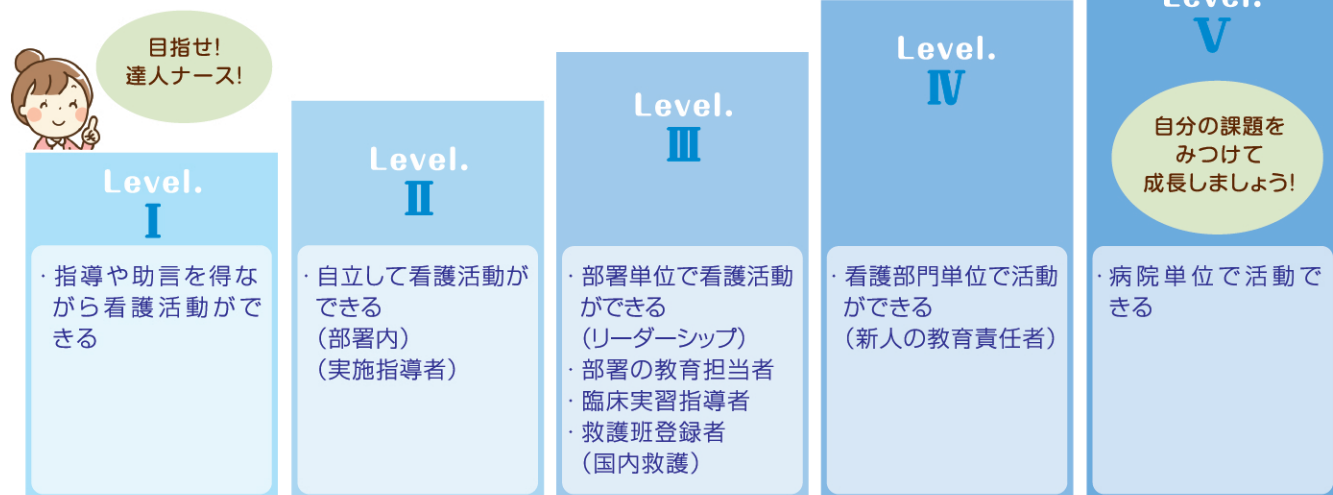 目指せ!
達人ナース!
Level.
I
・指導や助言を得な
がら看護活動がで
きる
Level.
II
・自立して看護活動が
できる
（部署内）
（実施指導者）
Level.
III
・部署単位で看護活動
ができる
（リーダーシップ）
・部署の教育担当者
・臨床実習指導者
・救護班登録者
（国内救護）
Level.
IV
・看護部門単位で活動
ができる
（新人の教育責任者）
Level.
V
自分の課題を
みつけて
成長しましょう!
・病院単位で活動で
きる